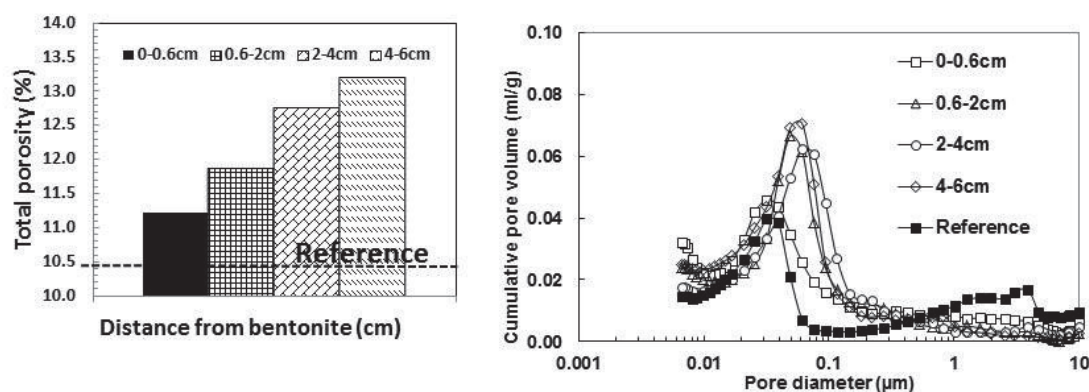 14.0
13.5
13.0
12.5
12.0
11.5
11.0
10.5
10.0
Total porosity (%)
0-0.6cm 0.6-2cm 2-4cm 4-6cm
Reference
Distance from bentonite (cm)
0.10
0.08
0.06
0.04
0.02
0.00
Cumulative pore volume (ml/g)
0-0.6cm
0.6-2cm
2-4cm
4-6cm
Reference
0.001 0.01 0.1 1 10
Pore diameter (µm)